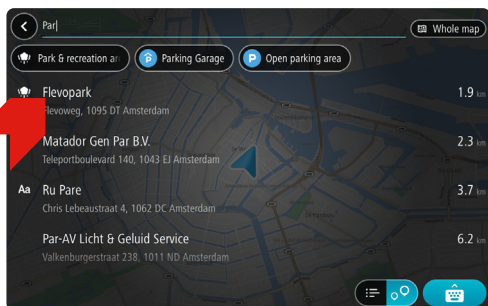 Par
Whole map
Park & recreation ar
Parking Garage
P
Open parking area
Flevopark
1.9 km
Flevoweg, 1095 DT Amsterdam
Matador Gen Par B.V.
2.3 km
Teleportboulevard 140, 1043 EJ Amsterdam
Aa
Ru Pare
3.7 km
Chris Lebeaustraat 4, 1062 DC Amsterdam
Par-AV Licht & Geluid Service
6.2 km
Valkenburgerstraat 238, 1011 ND Amsterdam